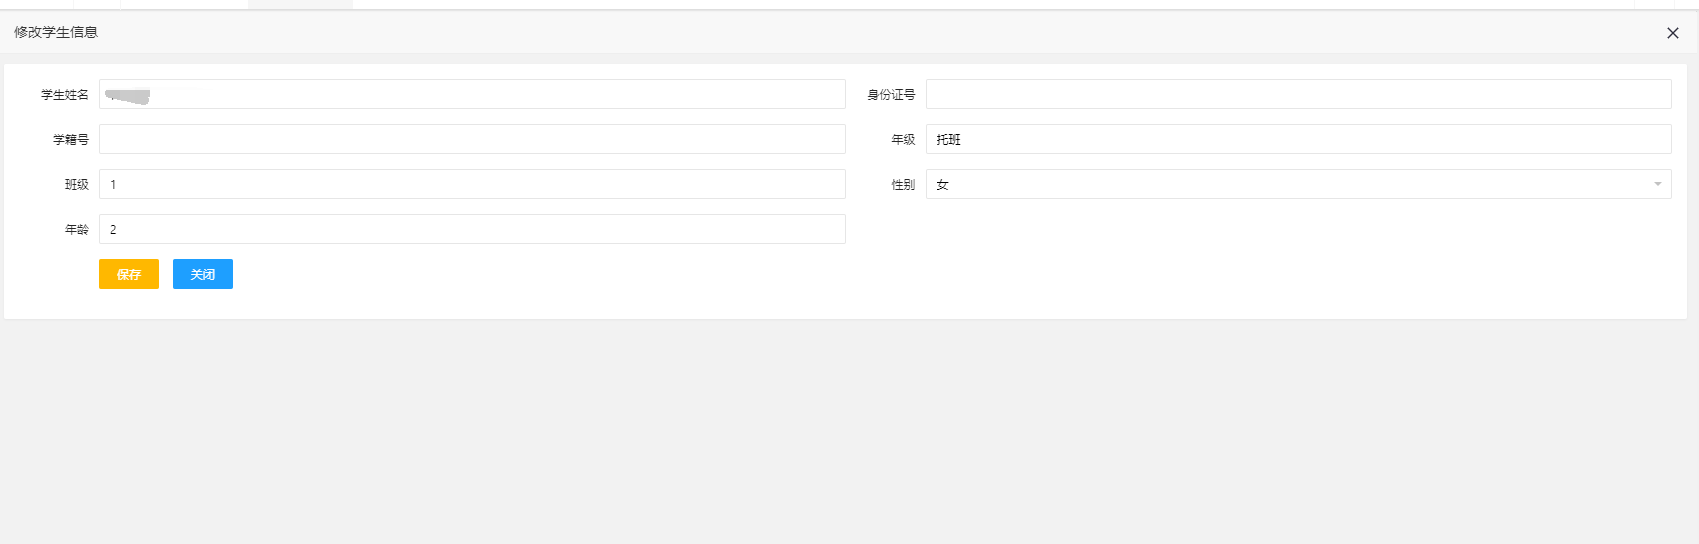 修改学生信息
学生姓名
身份证号
学籍号
年级 托班
班级 1
性别 女
年龄 2
保存 关闭